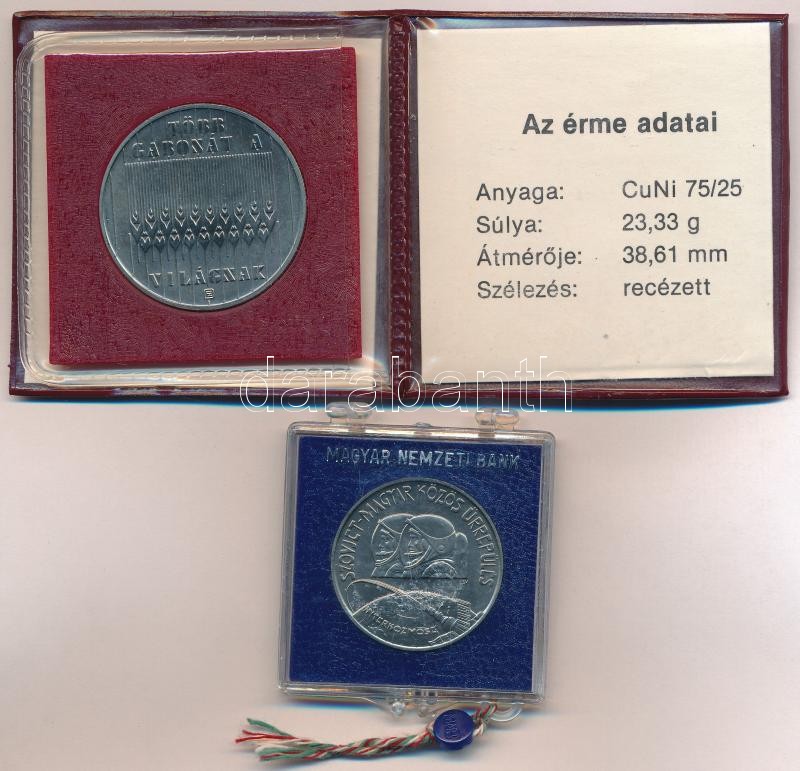 TÖBB
GABONÁT A
VILÁGNAK
Az érme adatai
Anyaga: CuNi 75/25
Súlya: 23,33 g
Átmérője: 38,61 mm
Szélezés: recézett
darabanth
MAGYAR NEMZETI BANK
SZOVJET-MAGYAR KÖZÖS ŰRREPÜLÉS
INTERKOZMOSZ